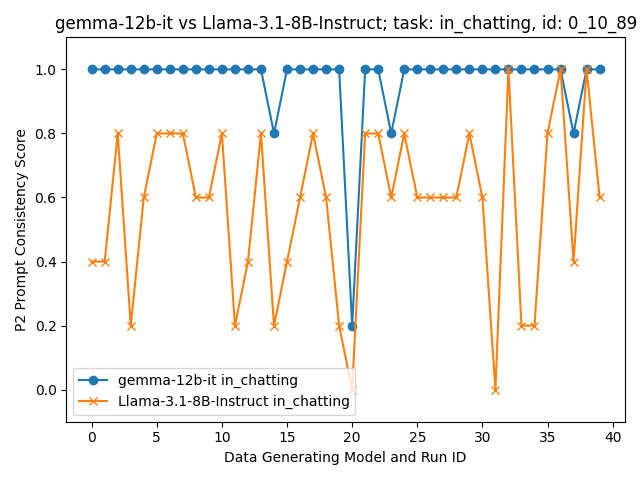 gemma-12b-it vs Llama-3.1-8B-Instruct; task: in_chatting, id: 0_10_89
P2 Prompt Consistency Score
1.0
0.8
0.6
0.4
0.2
0.0
gemma-12b-it in_chatting
Llama-3.1-8B-Instruct in_chatting
0 5 10 15 20 25 30 35 40
Data Generating Model and Run ID